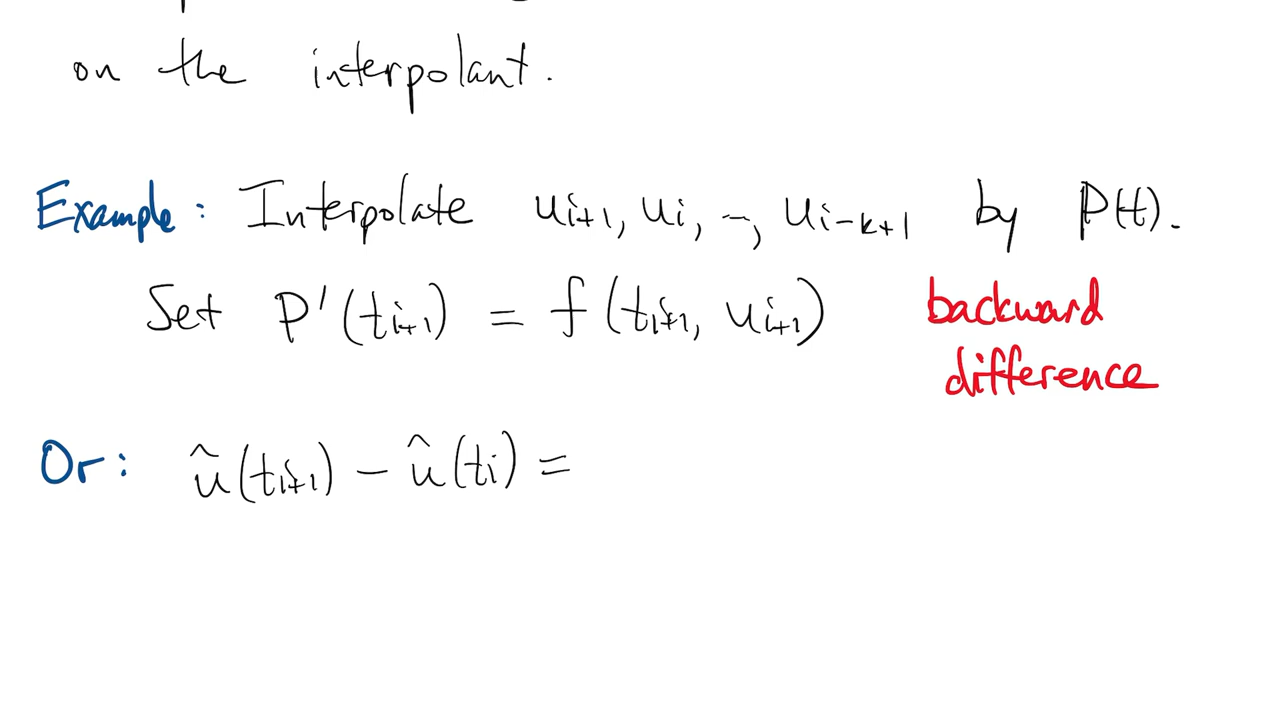 on the interpolant.
Example: Interpolate u_{i+1}, u_i, ..., u_{i-k+1} by P(t).
Set P'(t_{i+1}) = f(t_{i+1}, u_{i+1})
backward
difference
Or: û(t_{i+1}) − û(t_i) =